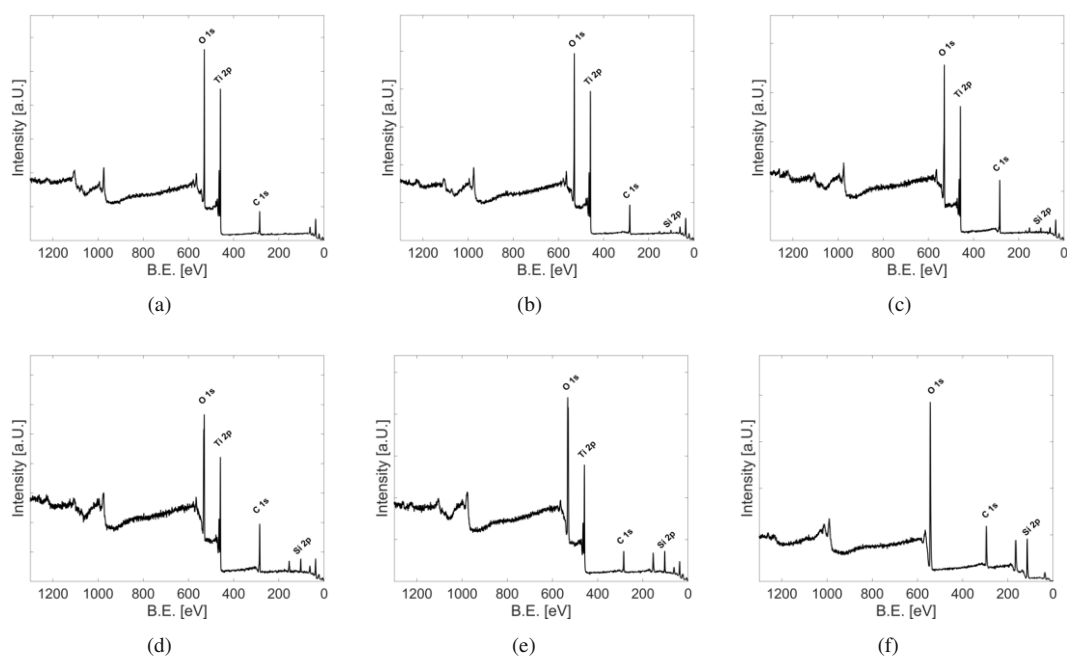 O 1s
Ti 2p
C 1s
Intensity [a.U.]
1200 1000 800 600 400 200 0
B.E. [eV]
(a)
O 1s
Ti 2p
C 1s
Si 2p
Intensity [a.U.]
1200 1000 800 600 400 200 0
B.E. [eV]
(b)
O 1s
Ti 2p
C 1s
Si 2p
Intensity [a.U.]
1200 1000 800 600 400 200 0
B.E. [eV]
(c)
O 1s
Ti 2p
C 1s
Si 2p
Intensity [a.U.]
1200 1000 800 600 400 200 0
B.E. [eV]
(d)
O 1s
Ti 2p
C 1s
Si 2p
Intensity [a.U.]
1200 1000 800 600 400 200 0
B.E. [eV]
(e)
O 1s
C 1s
Si 2p
Intensity [a.U.]
1200 1000 800 600 400 200 0
B.E. [eV]
(f)